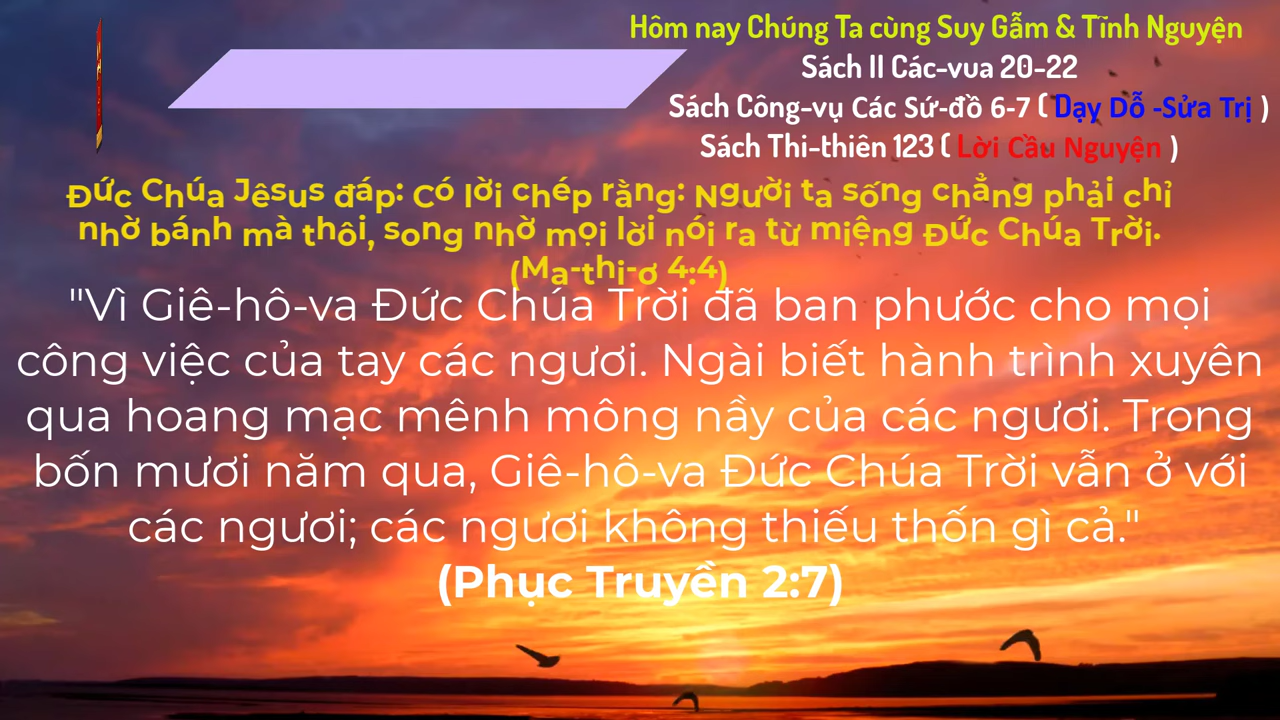 Hôm nay Chúng Ta cùng Suy Gẫm & Tĩnh Nguyện
Sách II Các-vua 20-22
Sách Công-vụ Các Sứ-đồ 6-7 ( Dạy Dỗ -Sửa Trị )
Sách Thi-thiên 123 ( Lời Cầu Nguyện )
Đức Chúa Jêsus đáp: Có lời chép rằng: Người ta sống chẳng phải chỉ
nhờ bánh mà thôi, song nhờ mọi lời nói ra từ miệng Đức Chúa Trời.
(Ma-thi-ơ 4:4)
"Vì Giê-hô-va Đức Chúa Trời đã ban phước cho mọi
công việc của tay các ngươi. Ngài biết hành trình xuyên
qua hoang mạc mênh mông nầy của các ngươi. Trong
bốn mươi năm qua, Giê-hô-va Đức Chúa Trời vẫn ở với
các ngươi; các ngươi không thiếu thốn gì cả."
(Phục Truyền 2:7)